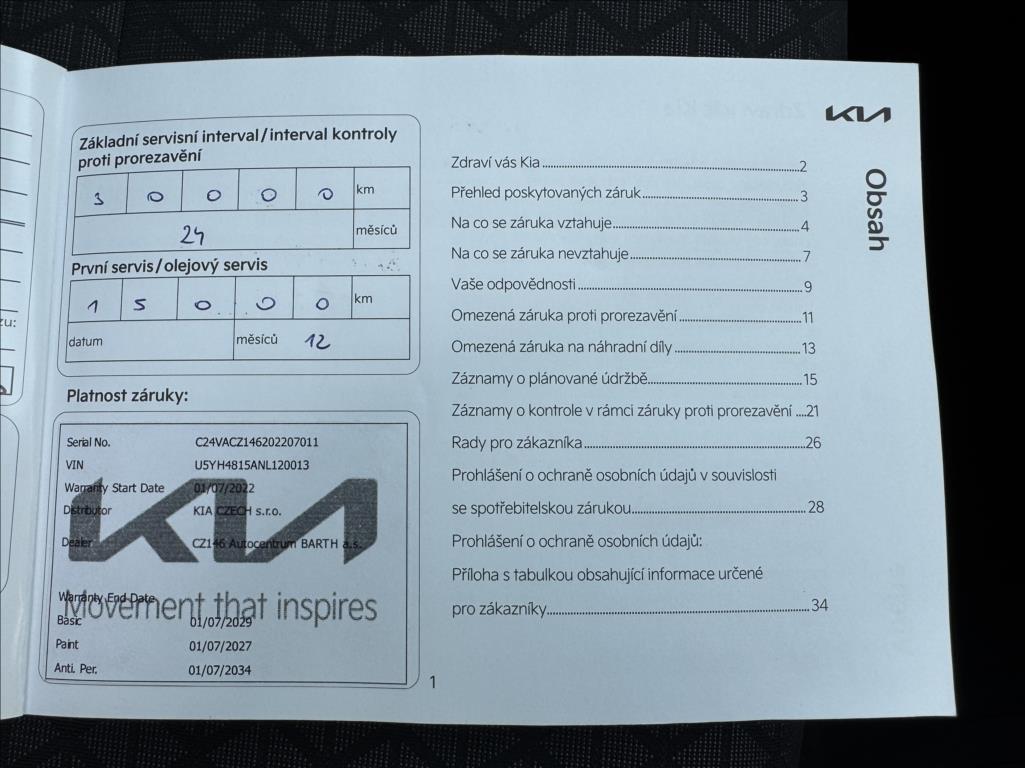 Základní servisní interval/interval kontroly
proti prorezavění
3 0 0 0 0 km
24 měsíců
První servis/olejový servis
1 5 0 0 0 km
datum měsíců 12
Platnost záruky:
Serial No. C24VACZ146202207011
VIN U5YH4815ANL120013
Warranty Start Date 01/07/2022
Distributor KIA CZECH s.r.o.
Dealer CZ146 Autocentrum BARTH a.s.
KIA
Warranty End Date
Movement that inspires
Basic 01/07/2029
Paint 01/07/2027
Anti. Per. 01/07/2034
1
KIA
Obsah
Zdraví vás Kia 2
Přehled poskytovaných záruk 3
Na co se záruka vztahuje 4
Na co se záruka nevztahuje 7
Vaše odpovědnosti 9
Omezená záruka proti prorezavění 11
Omezená záruka na náhradní díly 13
Záznamy o plánované údržbě 15
Záznamy o kontrole v rámci záruky proti prorezavění ....21
Rady pro zákazníka 26
Prohlášení o ochraně osobních údajů v souvislosti
se spotřebitelskou zárukou 28
Prohlášení o ochraně osobních údajů:
Příloha s tabulkou obsahující informace určené
pro zákazníky 34
zu: